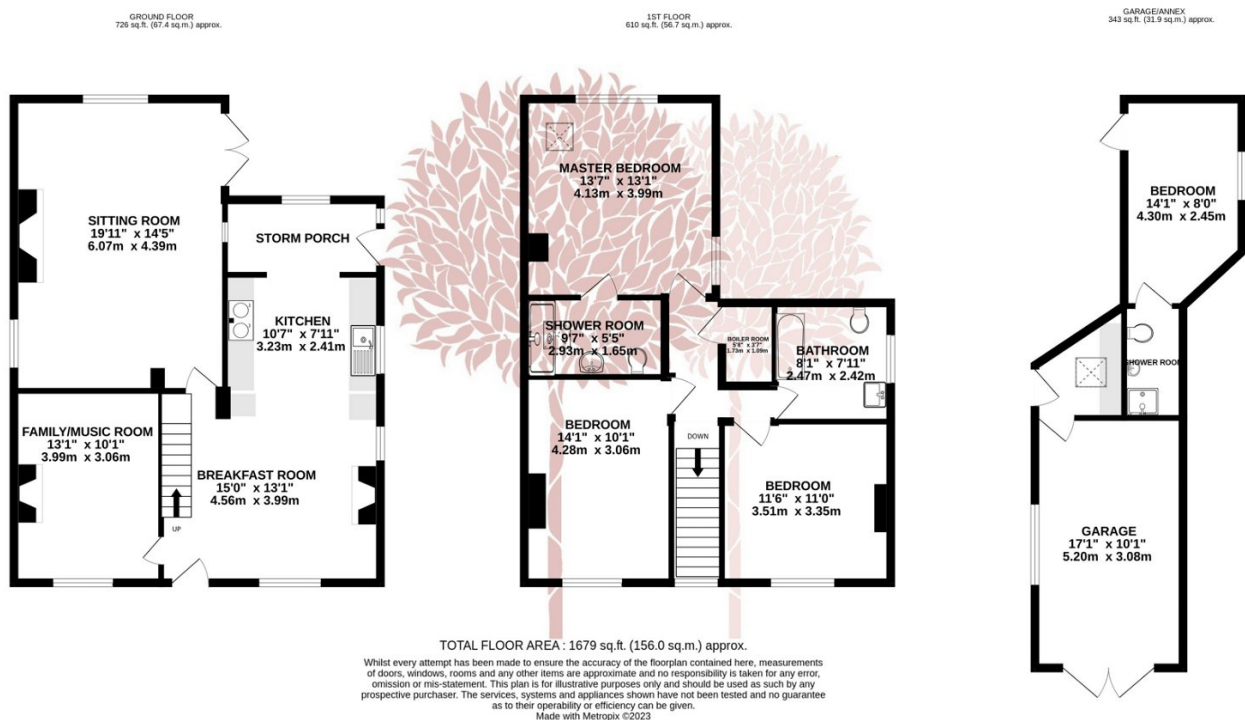 GROUND FLOOR
726 sq.ft. (67.4 sq.m.) approx.
SITTING ROOM
19'11" x 14'5"
6.07m x 4.39m
STORM PORCH
KITCHEN
10'7" x 7'11"
3.23m x 2.41m
FAMILY/MUSIC ROOM
13'1" x 10'1"
3.99m x 3.06m
BREAKFAST ROOM
15'0" x 13'1"
4.56m x 3.99m
UP
1ST FLOOR
610 sq.ft. (56.7 sq.m.) approx.
MASTER BEDROOM
13'7" x 13'1"
4.13m x 3.99m
SHOWER ROOM
9'7" x 5'5"
2.93m x 1.65m
BOILER ROOM
5'8" x 3'7"
1.73m x 1.09m
BATHROOM
8'1" x 7'11"
2.47m x 2.42m
BEDROOM
14'1" x 10'1"
4.28m x 3.06m
DOWN
BEDROOM
11'6" x 11'0"
3.51m x 3.35m
GARAGE/ANNEX
343 sq.ft. (31.9 sq.m.) approx.
BEDROOM
14'1" x 8'0"
4.30m x 2.45m
SHOWER ROOM
GARAGE
17'1" x 10'1"
5.20m x 3.08m
TOTAL FLOOR AREA : 1679 sq.ft. (156.0 sq.m.) approx.
Whilst every attempt has been made to ensure the accuracy of the floorplan contained here, measurements
of doors, windows, rooms and any other items are approximate and no responsibility is taken for any error,
omission or mis-statement. This plan is for illustrative purposes only and should be used as such by any
prospective purchaser. The services, systems and appliances shown have not been tested and no guarantee
as to their operability or efficiency can be given.
Made with Metropix ©2023